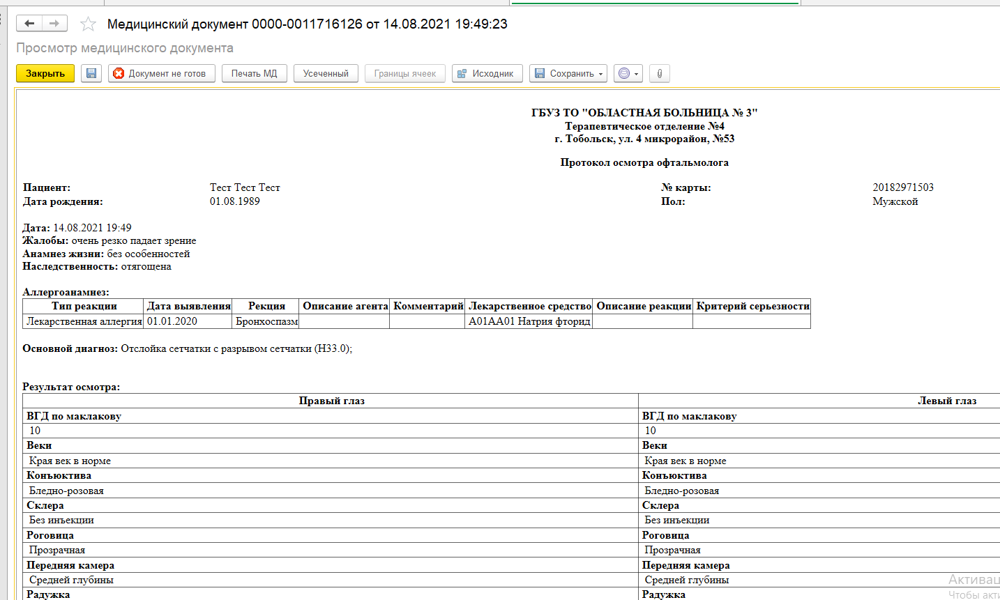 Медицинский документ 0000-0011716126 от 14.08.2021 19:49:23
Просмотр медицинского документа
Закрыть Документ не готов Печать МД Усеченный Границы ячеек Исходник Сохранить
ГБУЗ ТО "ОБЛАСТНАЯ БОЛЬНИЦА № 3"
Терапевтическое отделение №4
г. Тобольск, ул. 4 микрорайон, №53
Протокол осмотра офтальмолога
Пациент: Тест Тест Тест № карты: 20182971503
Дата рождения: 01.08.1989 Пол: Мужской
Дата: 14.08.2021 19:49
Жалобы: очень резко падает зрение
Анамнез жизни: без особенностей
Наследственность: отягощена
Аллергоанамнез:
Тип реакции Дата выявления Рекция Описание агента Комментарий Лекарственное средство Описание реакции Критерий серьезности
Лекарственная аллергия 01.01.2020 Бронхоспазм A01AA01 Натрия фторид
Основной диагноз: Отслойка сетчатки с разрывом сетчатки (H33.0);
Результат осмотра:
Правый глаз Левый глаз
ВГД по маклакову ВГД по маклакову
10 10
Веки Веки
Края век в норме Края век в норме
Конъюктива Конъюктива
Бледно-розовая Бледно-розовая
Склера Склера
Без инъекции Без инъекции
Роговица Роговица
Прозрачная Прозрачная
Передняя камера Передняя камера
Средней глубины Средней глубины
Активац
Радужка Радужка
Чтобы акти